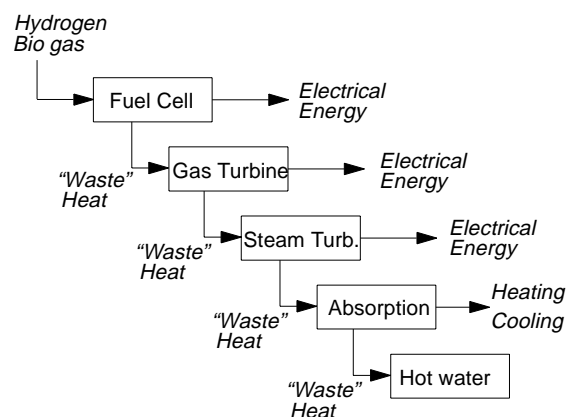 Hydrogen
Bio gas
Fuel Cell
Electrical
Energy
“Waste”
Heat
Gas Turbine
Electrical
Energy
“Waste”
Heat
Steam Turb.
Electrical
Energy
“Waste”
Heat
Absorption
Heating
Cooling
“Waste”
Heat
Hot water